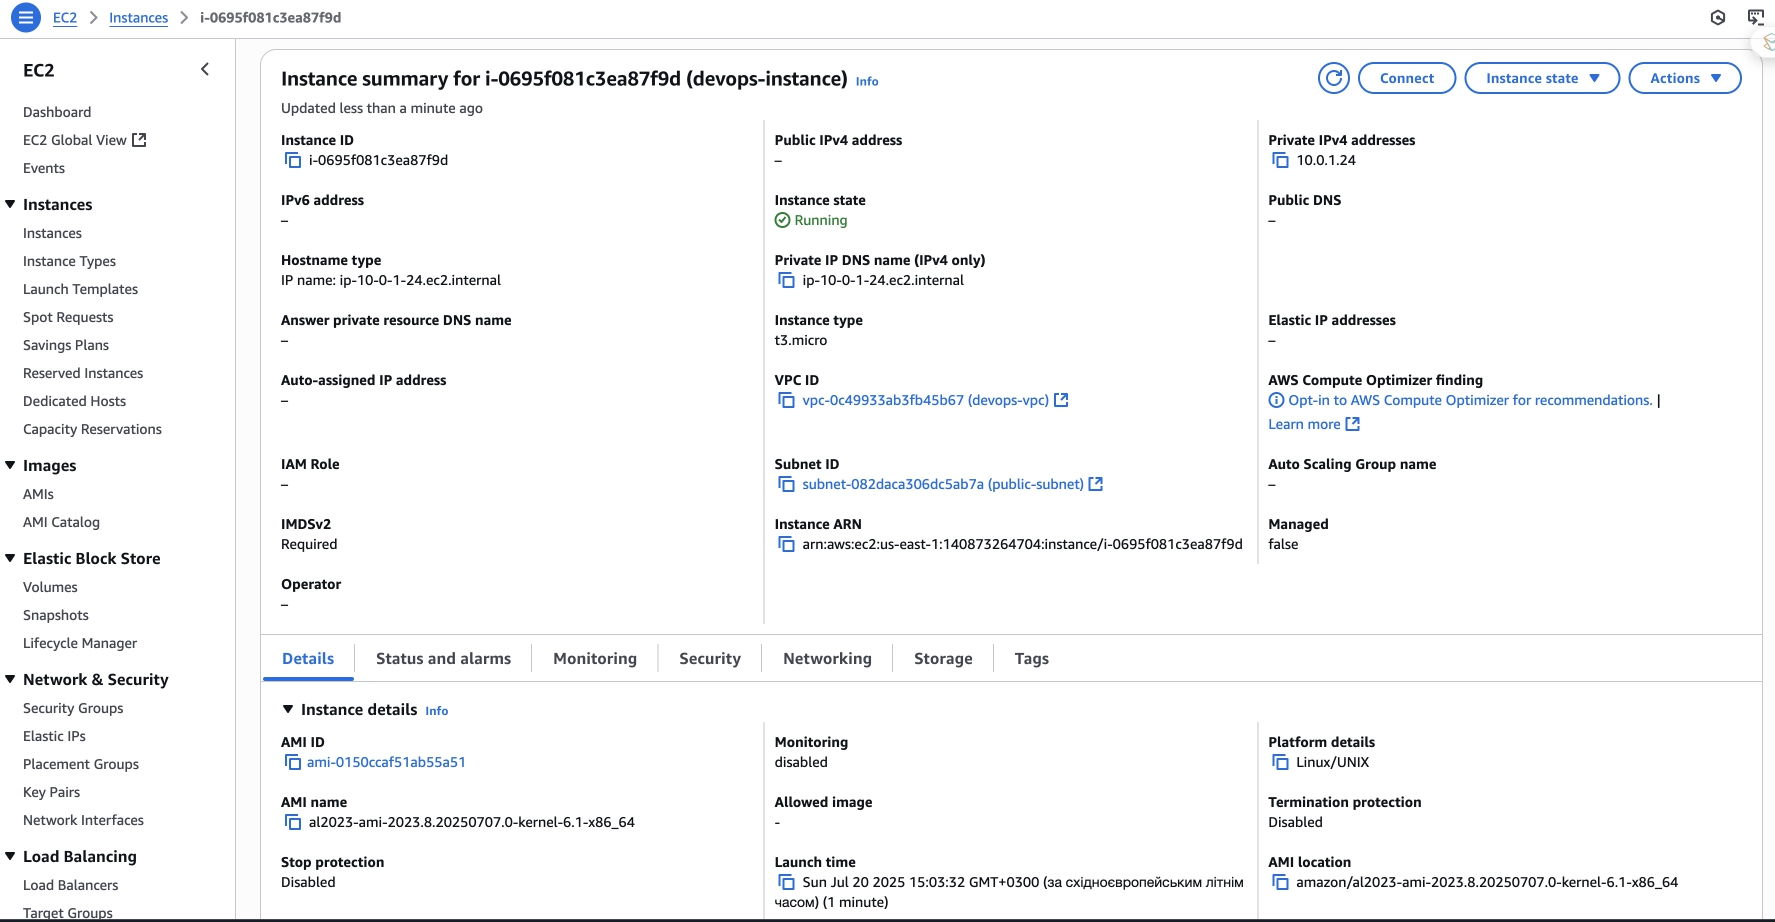 EC2 > Instances > i-0695f081c3ea87f9d
EC2
Dashboard
EC2 Global View
Events
Instances
Instances
Instance Types
Launch Templates
Spot Requests
Savings Plans
Reserved Instances
Dedicated Hosts
Capacity Reservations
Images
AMIs
AMI Catalog
Elastic Block Store
Volumes
Snapshots
Lifecycle Manager
Network & Security
Security Groups
Elastic IPs
Placement Groups
Key Pairs
Network Interfaces
Load Balancing
Load Balancers
Target Groups
Instance summary for i-0695f081c3ea87f9d (devops-instance) Info
Connect
Instance state
Actions
Updated less than a minute ago
Instance ID
i-0695f081c3ea87f9d
Public IPv4 address
–
Private IPv4 addresses
10.0.1.24
IPv6 address
–
Instance state
Running
Public DNS
–
Hostname type
IP name: ip-10-0-1-24.ec2.internal
Private IP DNS name (IPv4 only)
ip-10-0-1-24.ec2.internal
Answer private resource DNS name
–
Instance type
t3.micro
Elastic IP addresses
–
Auto-assigned IP address
–
VPC ID
vpc-0c49933ab3fb45b67 (devops-vpc)
AWS Compute Optimizer finding
Opt-in to AWS Compute Optimizer for recommendations. |
Learn more
IAM Role
–
Subnet ID
subnet-082daca306dc5ab7a (public-subnet)
Auto Scaling Group name
–
IMDSv2
Required
Instance ARN
arn:aws:ec2:us-east-1:140873264704:instance/i-0695f081c3ea87f9d
Managed
false
Operator
–
Details
Status and alarms
Monitoring
Security
Networking
Storage
Tags
Instance details Info
AMI ID
ami-0150ccaf51ab55a51
Monitoring
disabled
Platform details
Linux/UNIX
AMI name
al2023-ami-2023.8.20250707.0-kernel-6.1-x86_64
Allowed image
-
Termination protection
Disabled
Stop protection
Disabled
Launch time
Sun Jul 20 2025 15:03:32 GMT+0300 (за східноєвропейським літнім
часом) (1 minute)
AMI location
amazon/al2023-ami-2023.8.20250707.0-kernel-6.1-x86_64